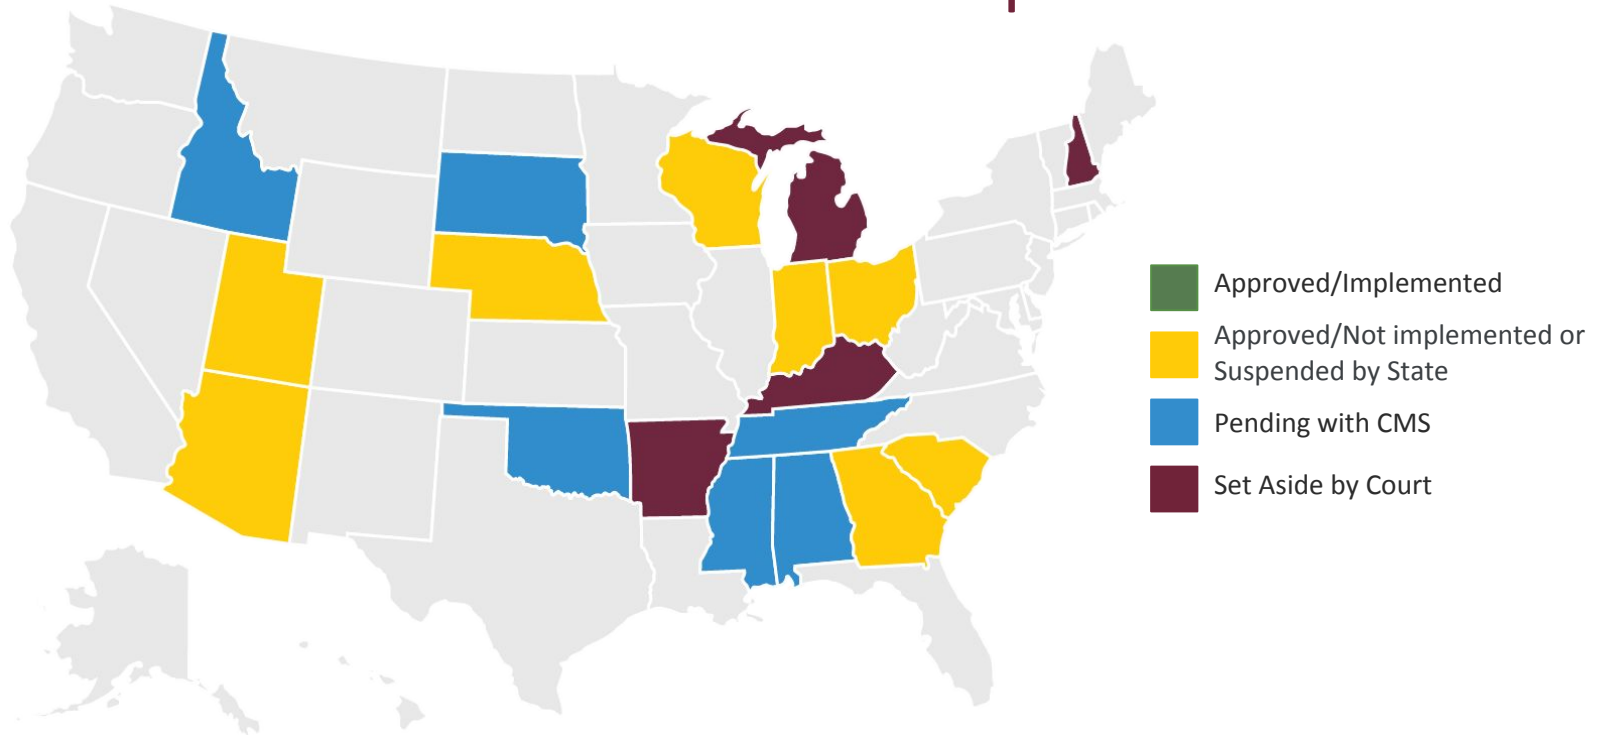 Approved/Implemented
Approved/Not implemented or
Suspended by State
Pending with CMS
Set Aside by Court